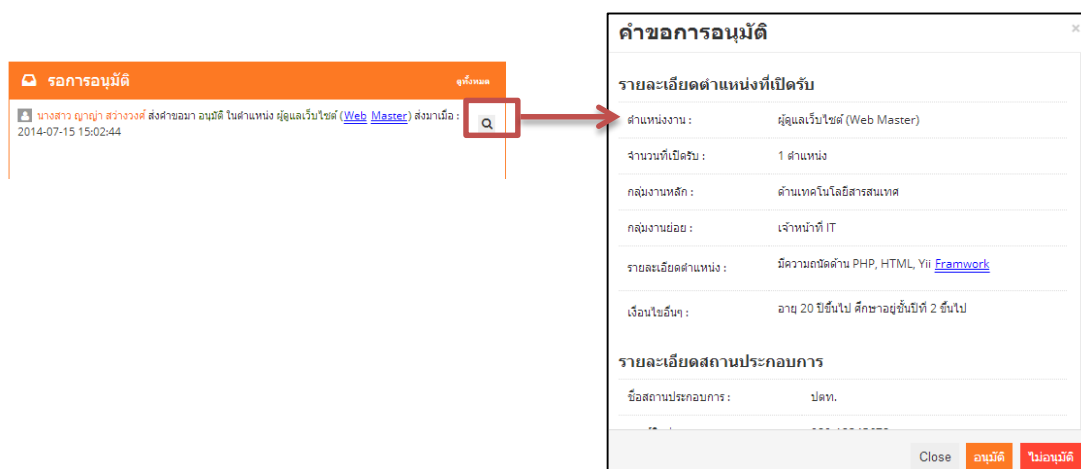 รอการอนุมัติ
ดูทั้งหมด
นางสาว ญาญ่า สว่างวงศ์ ส่งคำขอมา อนุมัติ ในตำแหน่ง ผู้ดูแลเว็บไซต์ (Web Master) ส่งมาเมื่อ :
2014-07-15 15:02:44
คำขอการอนุมัติ
×
รายละเอียดตำแหน่งที่เปิดรับ
ตำแหน่งงาน : ผู้ดูแลเว็บไซต์ (Web Master)
จำนวนที่เปิดรับ : 1 ตำแหน่ง
กลุ่มงานหลัก : ด้านเทคโนโลยีสารสนเทศ
กลุ่มงานย่อย : เจ้าหน้าที่ IT
รายละเอียดตำแหน่ง : มีความถนัดด้าน PHP, HTML, Yii Framwork
เงื่อนไขอื่นๆ : อายุ 20 ปีขึ้นไป ศึกษาอยู่ชั้นปีที่ 2 ขึ้นไป
รายละเอียดสถานประกอบการ
ชื่อสถานประกอบการ : ปตท.
Close อนุมัติ ไม่อนุมัติ